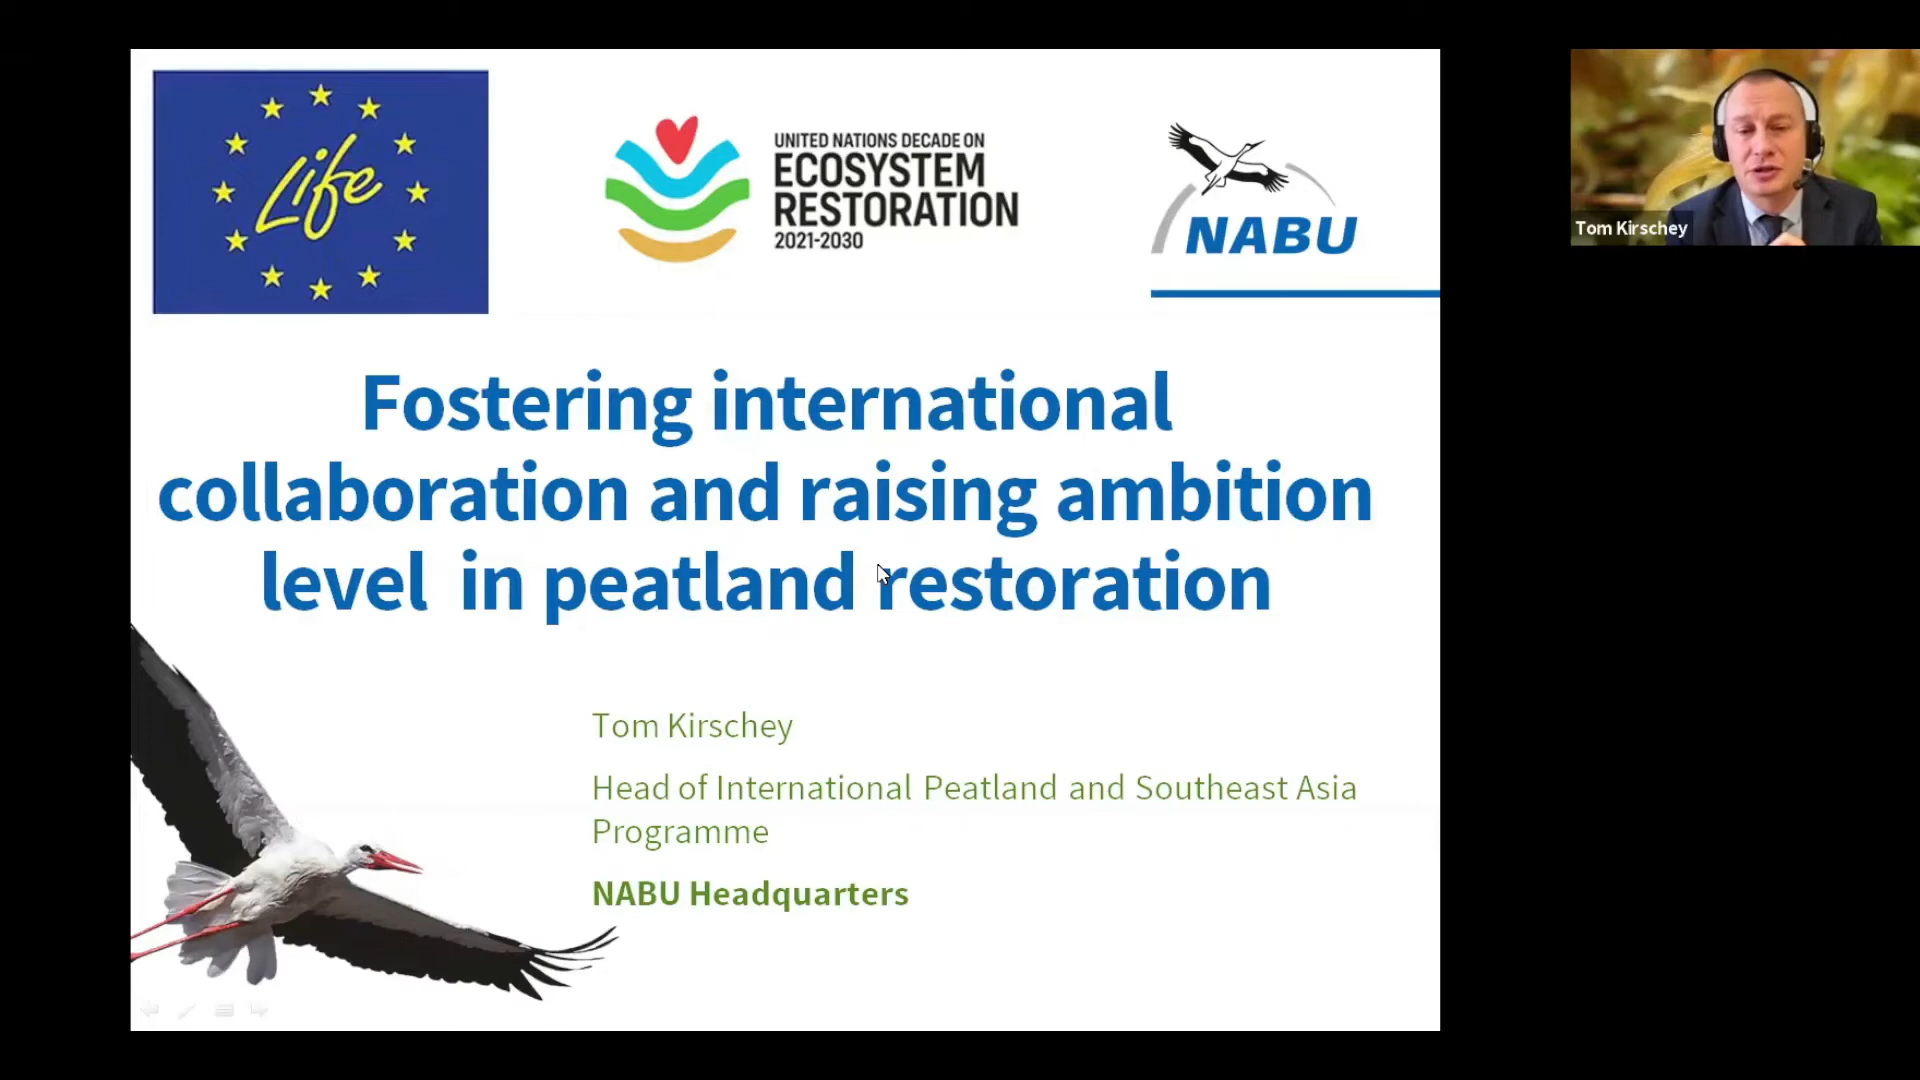 Life
UNITED NATIONS DECADE ON
ECOSYSTEM
RESTORATION
2021-2030
NABU
Tom Kirschey
Fostering international
collaboration and raising ambition
level in peatland restoration
Tom Kirschey
Head of International Peatland and Southeast Asia
Programme
NABU Headquarters